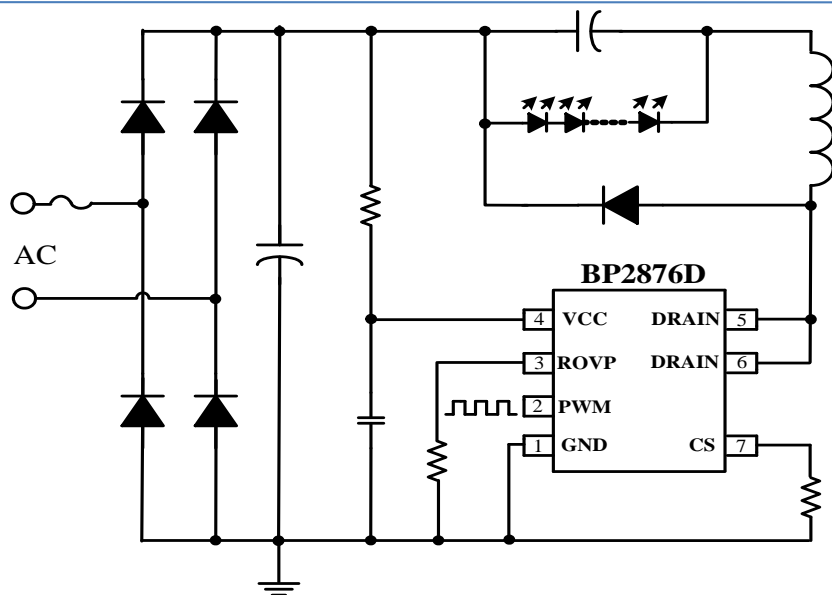 AC
BP2876D
4 VCC DRAIN 5
3 ROVP DRAIN 6
2 PWM
1 GND CS 7